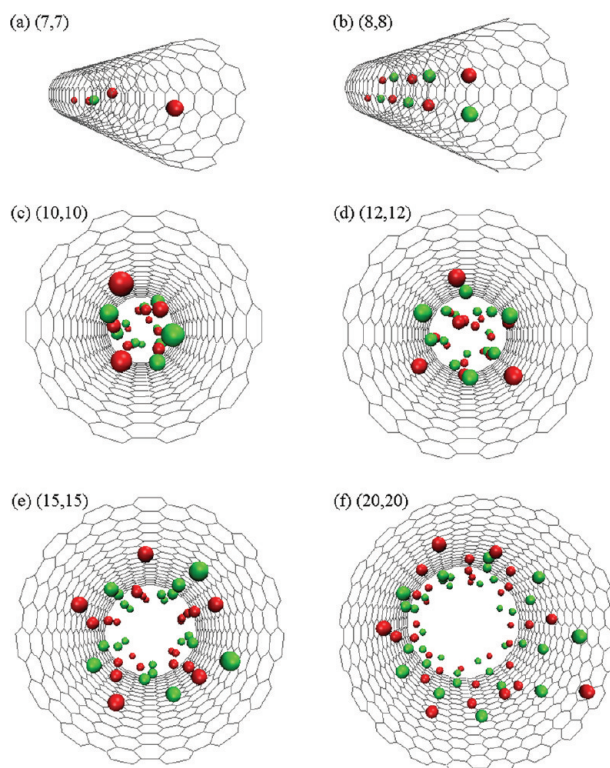 (a) (7,7)
(b) (8,8)
(c) (10,10)
(d) (12,12)
(e) (15,15)
(f) (20,20)